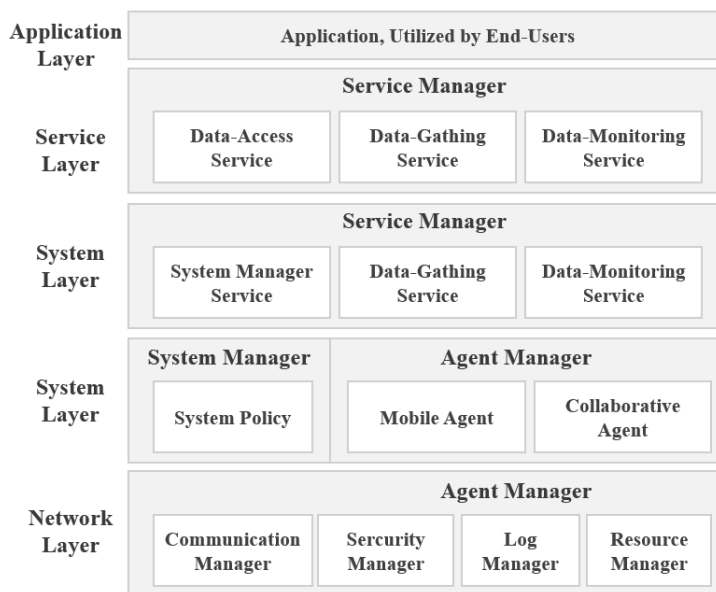 Application
Layer
Application, Utilized by End-Users
Service
Layer
Service Manager
Data-Access
Service
Data-Gathing
Service
Data-Monitoring
Service
System
Layer
Service Manager
System Manager
Service
Data-Gathing
Service
Data-Monitoring
Service
System
Layer
System Manager
System Policy
Agent Manager
Mobile Agent
Collaborative
Agent
Network
Layer
Agent Manager
Communication
Manager
Sercurity
Manager
Log
Manager
Resource
Manager